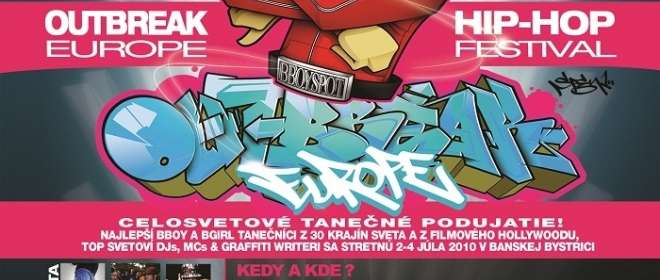 OUTBREAK
EUROPE
HIP-HOP
FESTIVAL
BBOYSPOT
OUTBREAK
EUROPE
CELOSVETOVÉ TANEČNÉ PODUJATIE!
NAJLEPŠÍ BBOY A BGIRL TANEČNÍCI Z 30 KRAJÍN SVETA A Z FILMOVÉHO HOLLYWOODU,
TOP SVETOVÍ DJs, MCs & GRAFFITI WRITERI SA STRETNÚ 2-4 JÚLA 2010 V BANSKEJ BYSTRICI
KEDY A KDE ?